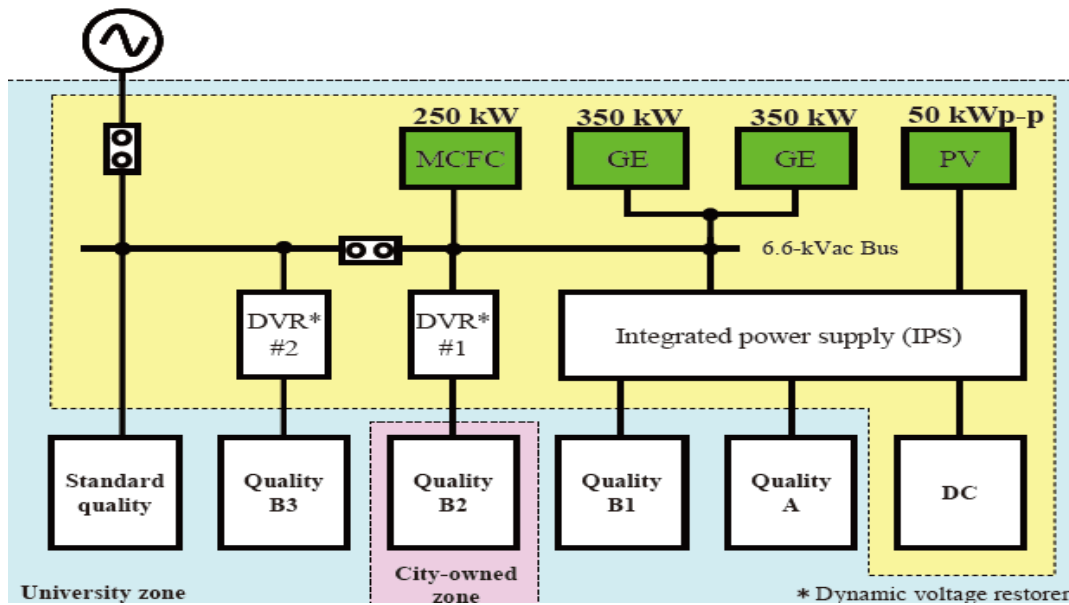 250 kW
350 kW
350 kW
50 kWp-p
MCFC
GE
GE
PV
6.6-kVac Bus
DVR*
#2
DVR*
#1
Integrated power supply (IPS)
Standard
quality
Quality
B3
Quality
B2
Quality
B1
Quality
A
DC
University zone
City-owned
zone
* Dynamic voltage restorer